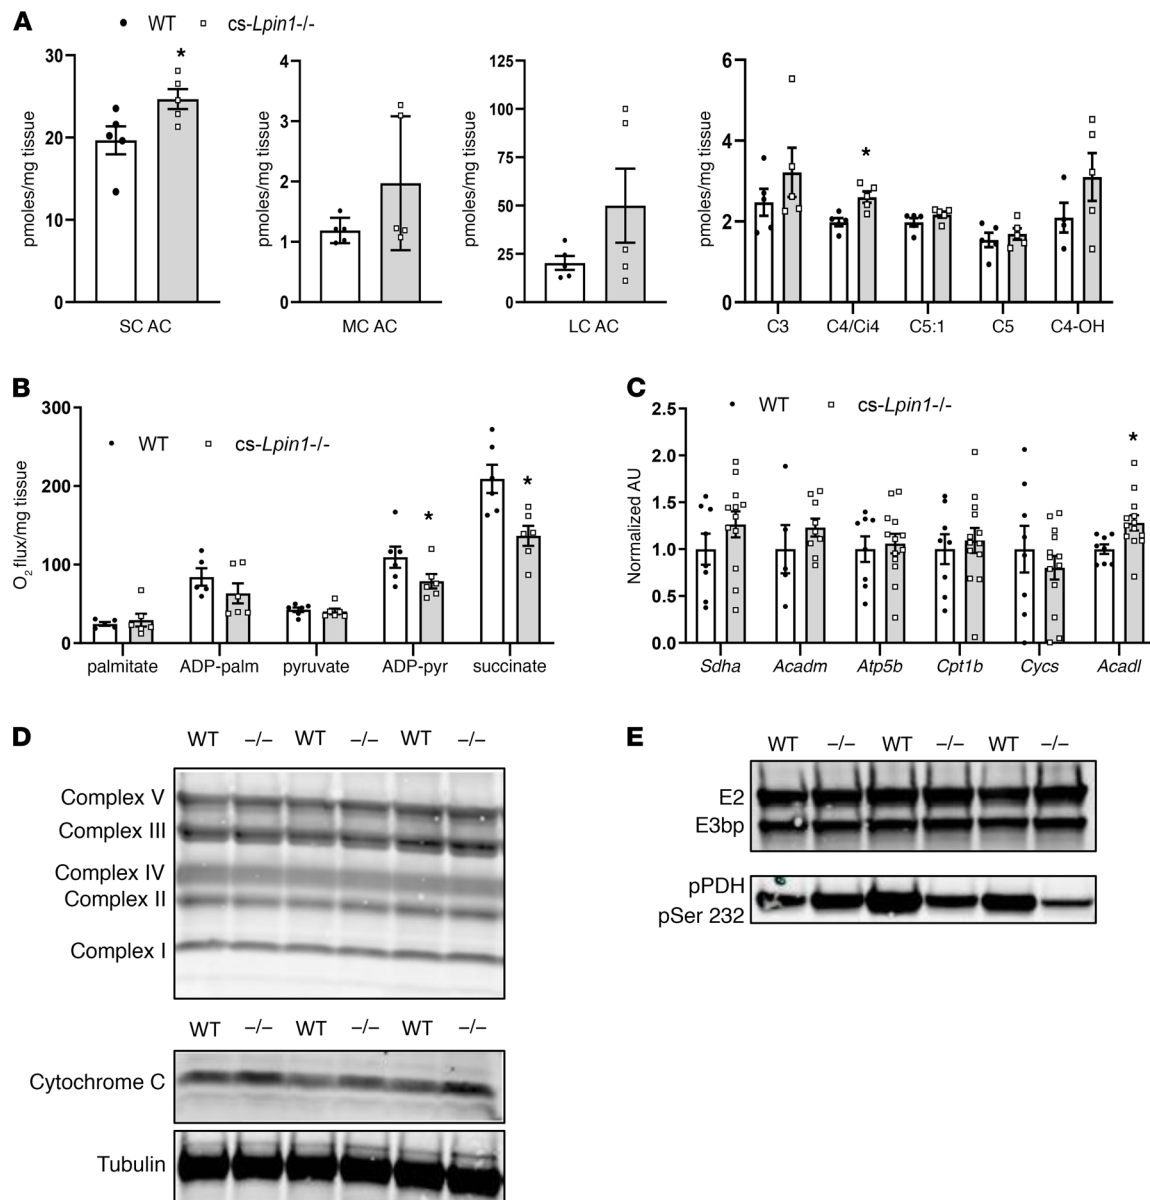 A
WT cs-Lpin1-/-
pmoles/mg tissue
30
20
10
0
*
SC AC
pmoles/mg tissue
4
3
2
1
0
MC AC
pmoles/mg tissue
125
100
75
50
25
0
LC AC
pmoles/mg tissue
6
4
2
0
*
C3 C4/Ci4 C5:1 C5 C4-OH
B
WT cs-Lpin1-/-
O2 flux/mg tissue
300
200
100
0
* *
palmitate ADP-palm pyruvate ADP-pyr succinate
C
WT cs-Lpin1-/-
Normalized AU
2.5
2.0
1.5
1.0
0.5
0.0
*
Sdha Acadm Atp5b Cpt1b Cycs Acadl
D
WT –/– WT –/– WT –/–
Complex V
Complex III
Complex IV
Complex II
Complex I
WT –/– WT –/– WT –/–
Cytochrome C
Tubulin
E
WT –/– WT –/– WT –/–
E2
E3bp
pPDH
pSer 232